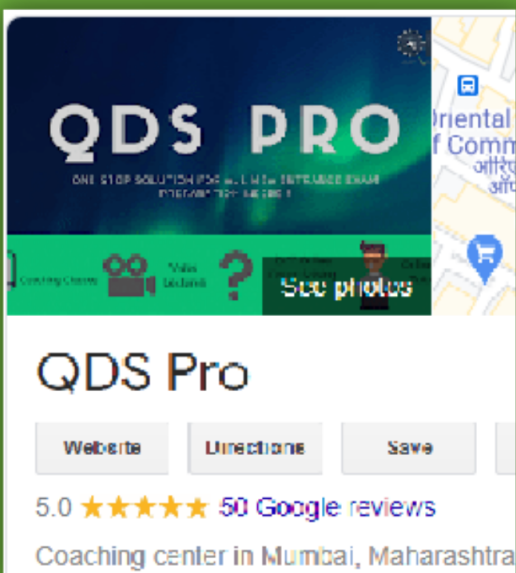 QDS PRO
ONE STOP SOLUTION FOR ALL MBA ENTRANCE EXAM
Coaching Classes
Video
Lectures
?
See photos
Oriental
f Comm
QDS Pro
Website
Directions
Save
5.0 ★★★★★ 50 Google reviews
Coaching center in Mumbai, Maharashtra